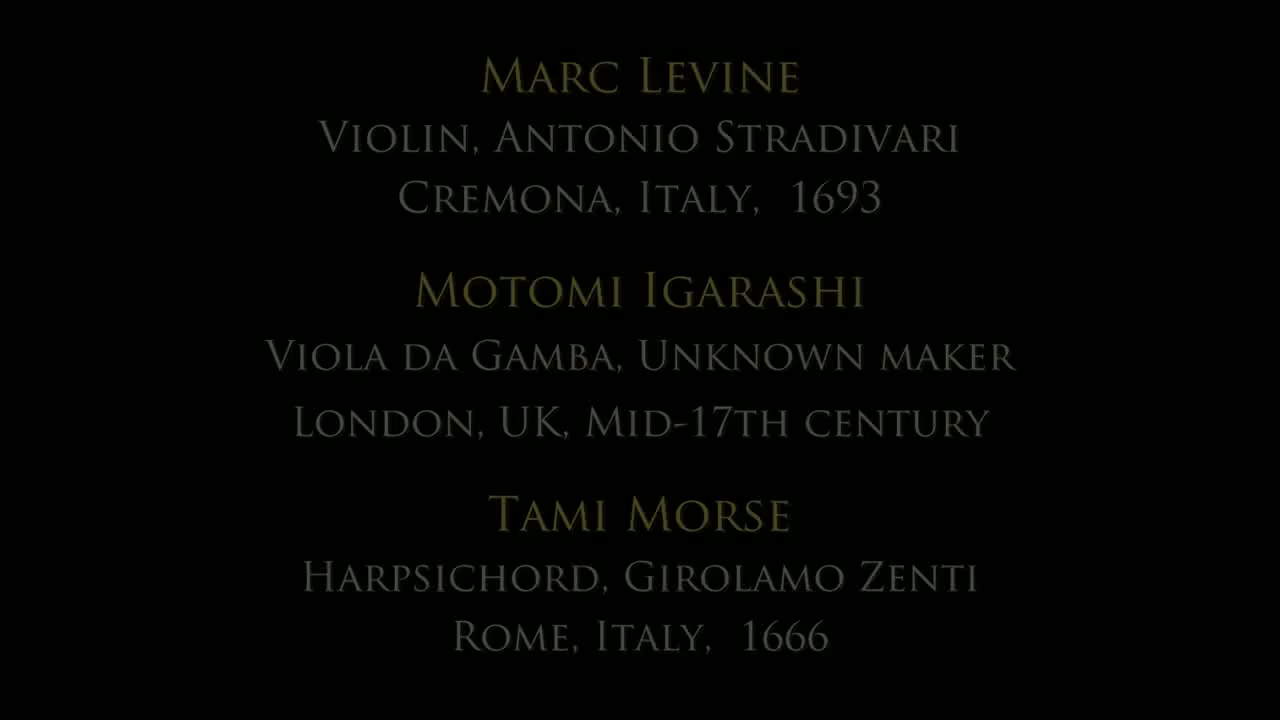 Marc Levine
Violin, Antonio Stradivari
Cremona, Italy, 1693
Motomi Igarashi
Viola da Gamba, Unknown maker
London, UK, Mid-17th century
Tami Morse
Harpsichord, Girolamo Zenti
Rome, Italy, 1666